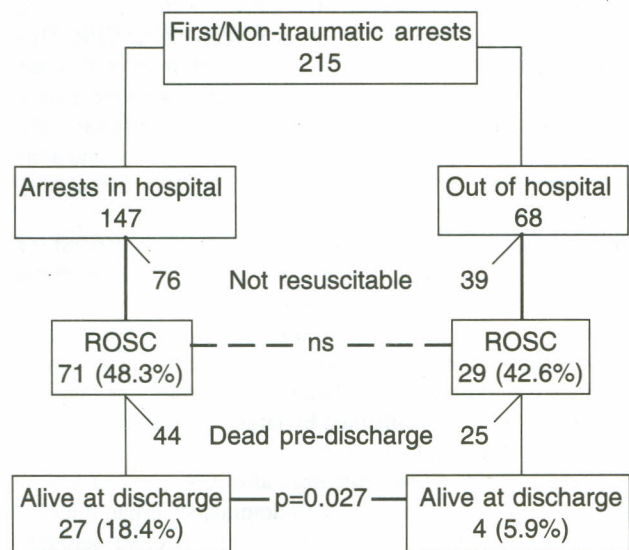 First/Non-traumatic arrests
215
Arrests in hospital
147
Out of hospital
68
76 Not resuscitable 39
ROSC
71 (48.3%)
ns
ROSC
29 (42.6%)
44 Dead pre-discharge 25
Alive at discharge
27 (18.4%)
p=0.027
Alive at discharge
4 (5.9%)